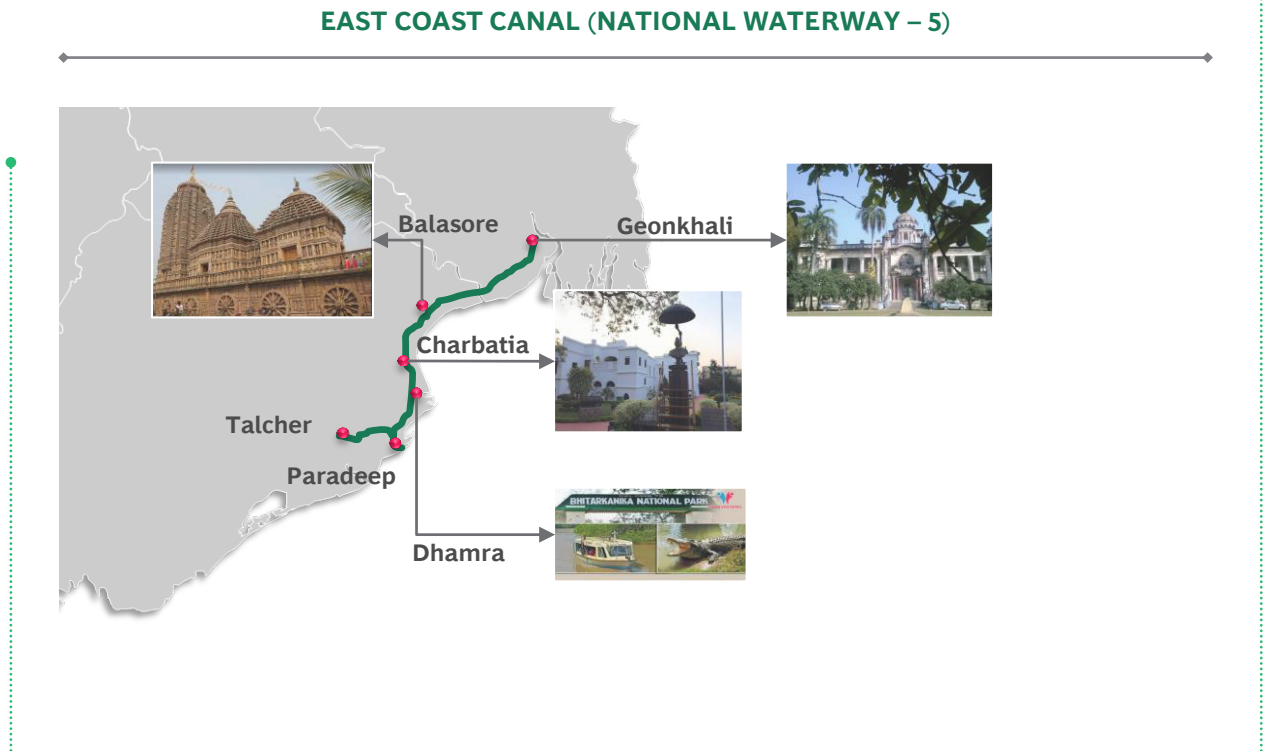 EAST COAST CANAL (NATIONAL WATERWAY – 5)
Balasore
Geonkhali
Charbatia
Talcher
Paradeep
BHITARKANIKA NATIONAL PARK
Dhamra